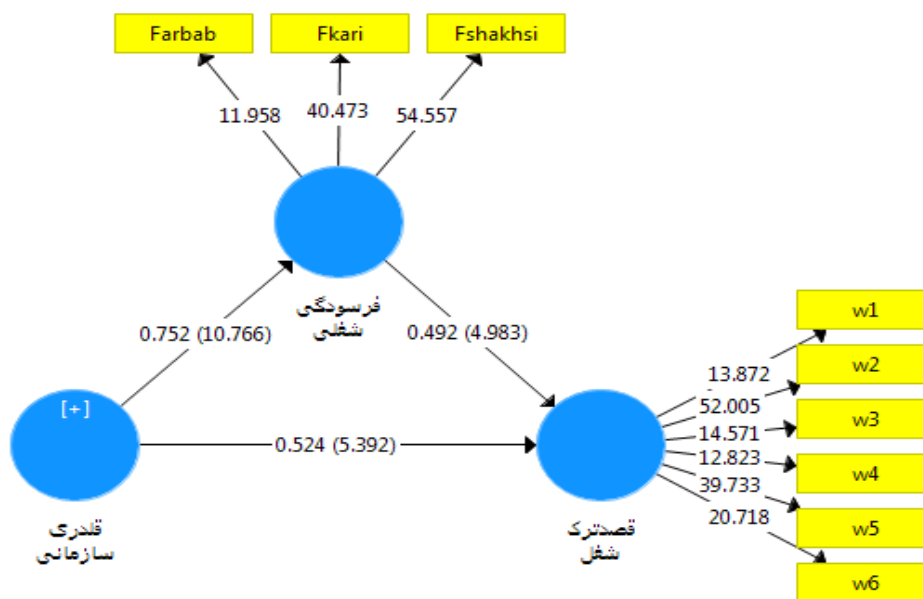 Farbab
Fkari
Fshakhsi
11.958
40.473
54.557
فرسودگی
شغلی
0.752 (10.766)
0.492 (4.983)
[+]
0.524 (5.392)
قلدری
سازمانی
قصدترک
شغل
13.872
52.005
14.571
12.823
39.733
20.718
w1
w2
w3
w4
w5
w6